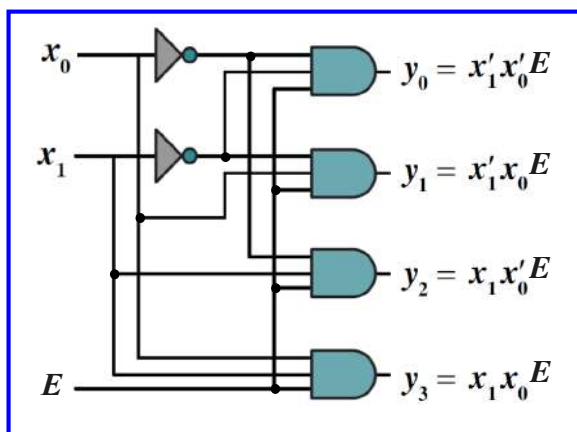 x₀
y₀ = x₁′x₀′E
x₁
y₁ = x₁′x₀E
y₂ = x₁x₀′E
E
y₃ = x₁x₀E